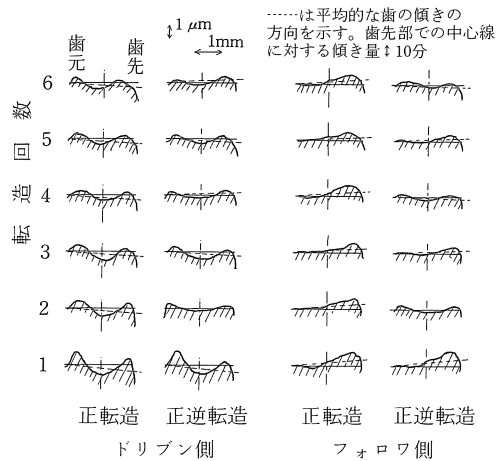 1 μm
1mm
歯元
歯先
------は平均的な歯の傾きの
方向を示す。歯先部での中心線
に対する傾き量↕10分
転造回数
6
5
4
3
2
1
正転造
正逆転造
正転造
正逆転造
ドリブン側
フォロワ側